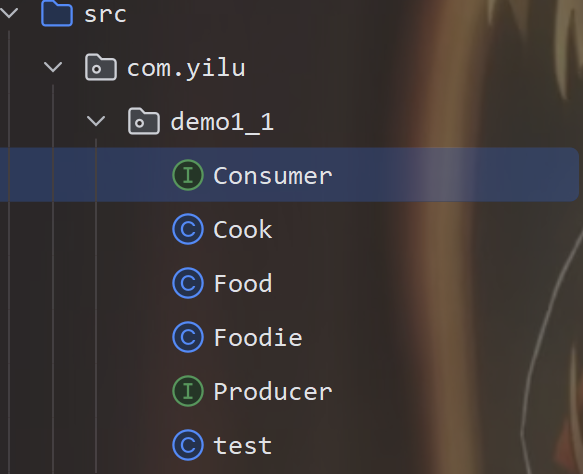 src
com.yilu
demo1_1
I Consumer
C Cook
C Food
C Foodie
I Producer
C test